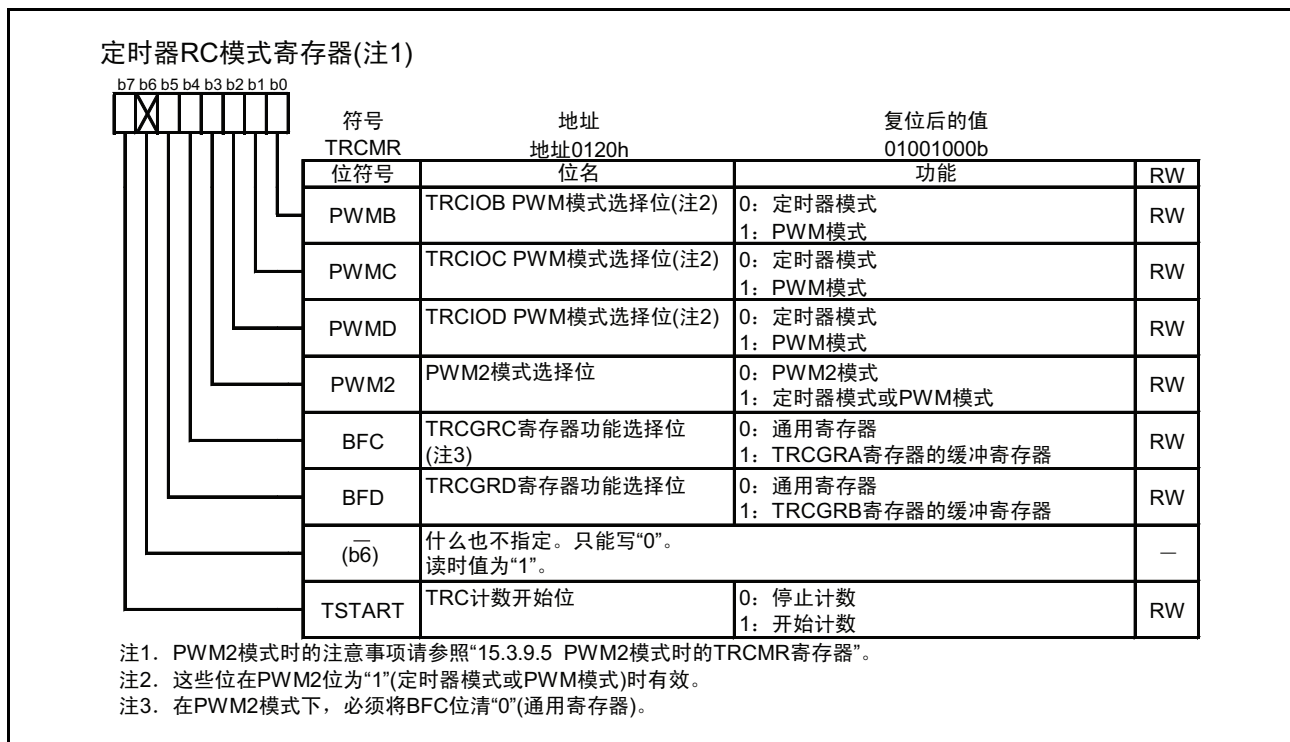 定时器RC模式寄存器(注1)
b7 b6 b5 b4 b3 b2 b1 b0
符号 地址 复位后的值
TRCMR 地址0120h 01001000b
位符号 位名 功能 RW
PWMB TRCIOB PWM模式选择位(注2) 0：定时器模式 RW
1：PWM模式
PWMC TRCIOC PWM模式选择位(注2) 0：定时器模式 RW
1：PWM模式
PWMD TRCIOD PWM模式选择位(注2) 0：定时器模式 RW
1：PWM模式
PWM2 PWM2模式选择位 0：PWM2模式 RW
1：定时器模式或PWM模式
BFC TRCGRC寄存器功能选择位 0：通用寄存器 RW
(注3) 1：TRCGRA寄存器的缓冲寄存器
BFD TRCGRD寄存器功能选择位 0：通用寄存器 RW
1：TRCGRB寄存器的缓冲寄存器
— 什么也不指定。只能写“0”。 —
(b6) 读时值为“1”。
TSTART TRC计数开始位 0：停止计数 RW
1：开始计数
注1．PWM2模式时的注意事项请参照“15.3.9.5 PWM2模式时的TRCMR寄存器”。
注2．这些位在PWM2位为“1”(定时器模式或PWM模式)时有效。
注3．在PWM2模式下，必须将BFC位清“0”(通用寄存器)。